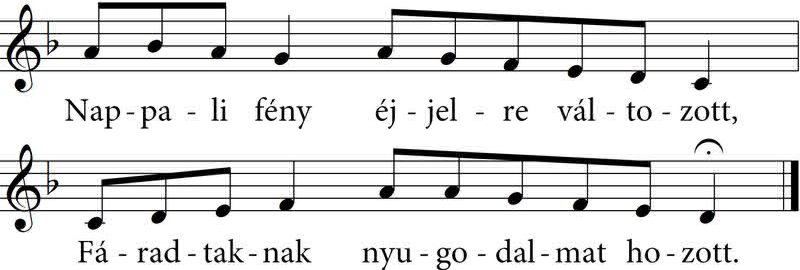 Nap - pa - li fény éj - jel - re vál - to - zott,
Fá - rad - tak - nak nyu - go - dal - mat ho - zott.